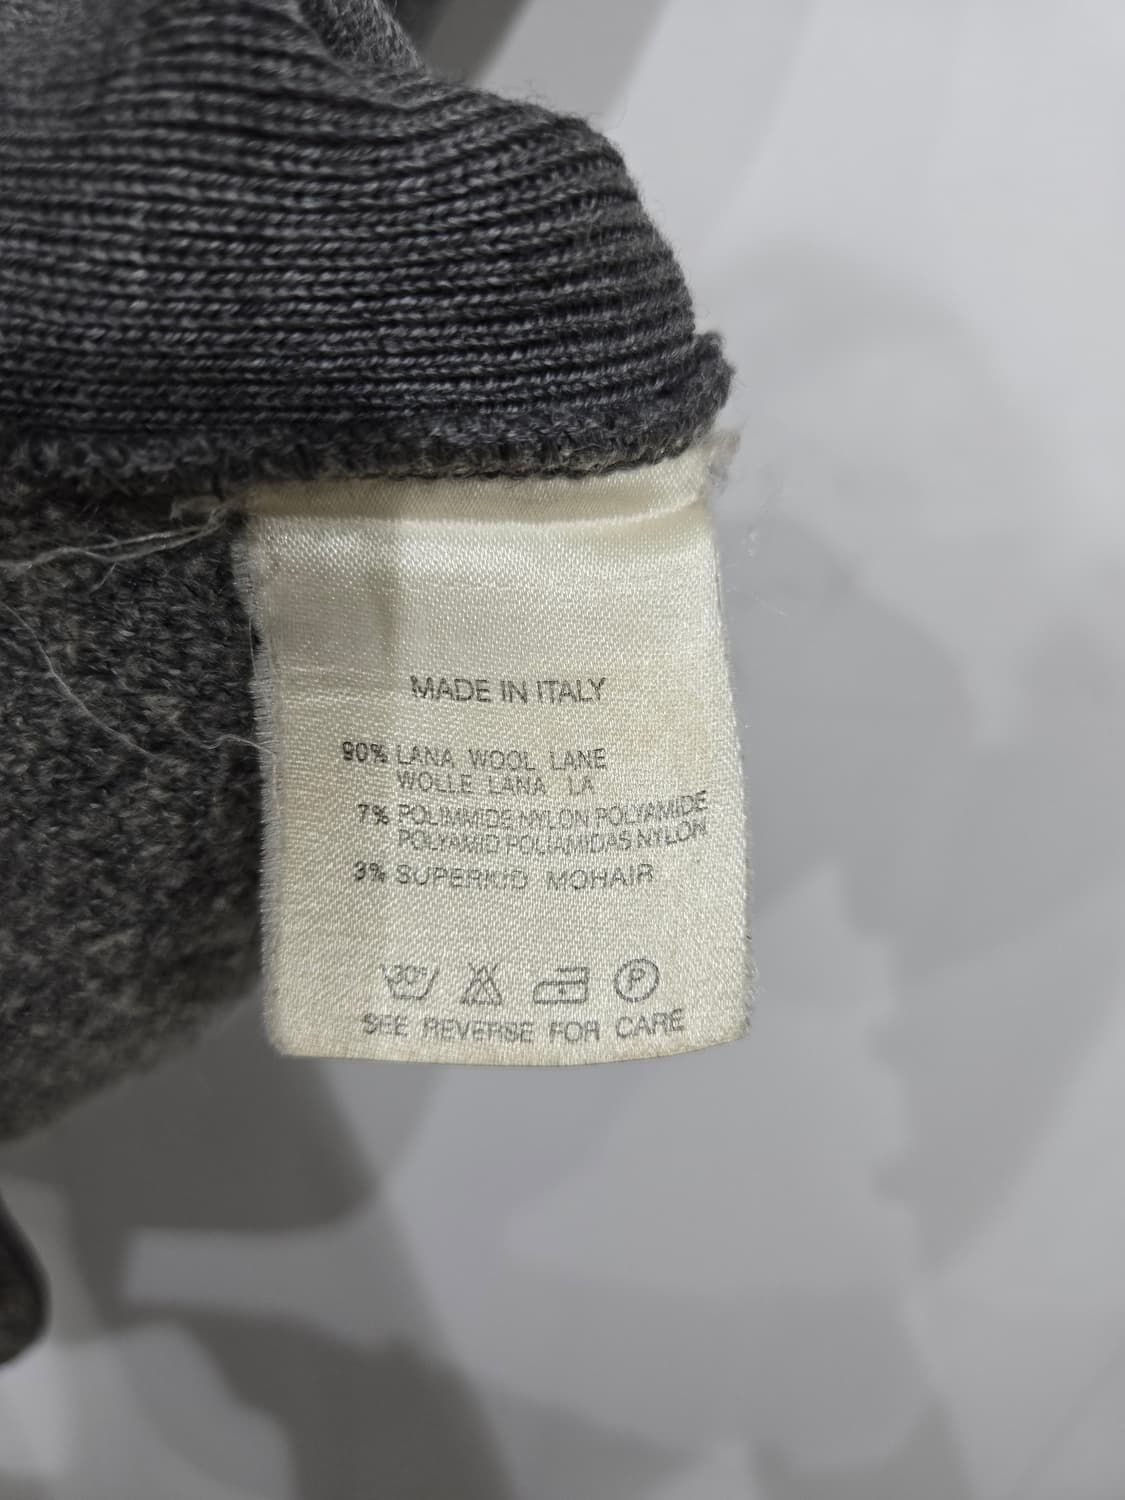 MADE IN ITALY
90% LANA WOOL LANE
WOLLE LANA LA
7% POLIMMIDE NYLON POLYAMIDE
POLYAMID POLIAMIDAS NYLON
3% SUPERKID MOHAIR
30° P
SEE REVERSE FOR CARE